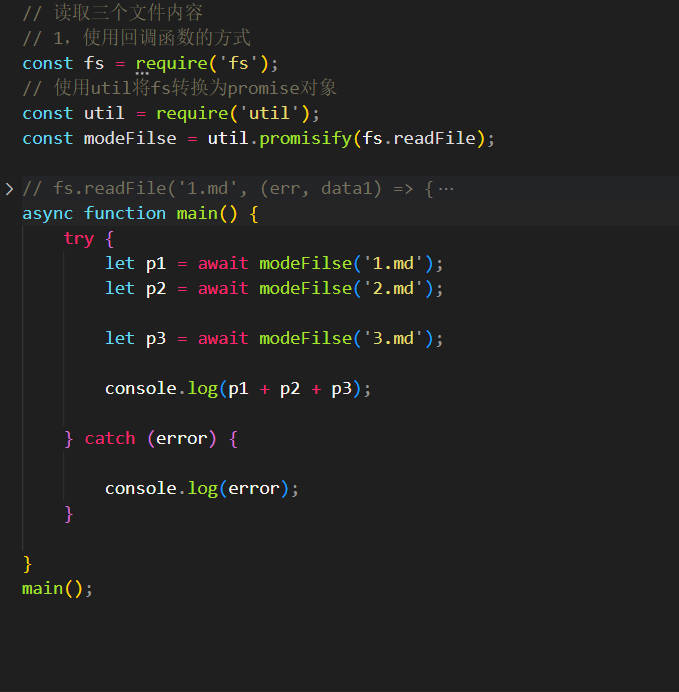 // 读取三个文件内容
// 1，使用回调函数的方式
const fs = require('fs');
// 使用util将fs转换为promise对象
const util = require('util');
const modeFilse = util.promisify(fs.readFile);
// fs.readFile('1.md', (err, data1) => {···
async function main() {
try {
let p1 = await modeFilse('1.md');
let p2 = await modeFilse('2.md');
let p3 = await modeFilse('3.md');
console.log(p1 + p2 + p3);
} catch (error) {
console.log(error);
}
}
main();